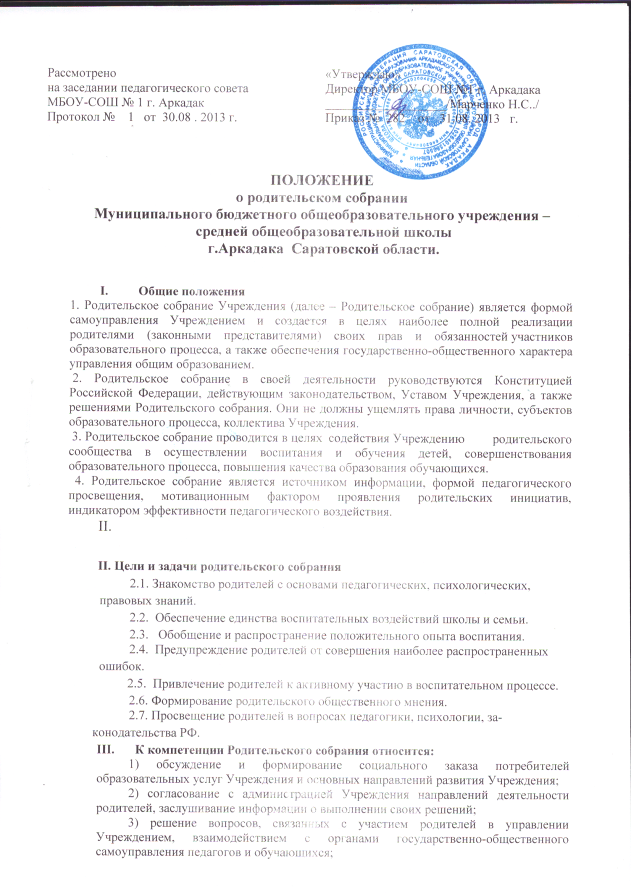 Рассмотрено
на заседании педагогического совета
МБОУ-СОШ № 1 г. Аркадак
Протокол № 1 от 30.08 . 2013 г.
«Утверждаю»
Директор МБОУ-СОШ №1 г. Аркадака
Марченко Н.С../
Приказ № 282 от 31.08. 2013 г.
ПОЛОЖЕНИЕ
о родительском собрании
Муниципального бюджетного общеобразовательного учреждения –
средней общеобразовательной школы
г.Аркадака Саратовской области.
I. Общие положения
1. Родительское собрание Учреждения (далее – Родительское собрание) является формой
самоуправления Учреждением и создается в целях наиболее полной реализации
родителями (законными представителями) своих прав и обязанностей участников
образовательного процесса, а также обеспечения государственно-общественного характера
управления общим образованием.
2. Родительское собрание в своей деятельности руководствуются Конституцией
Российской Федерации, действующим законодательством, Уставом Учреждения, а также
решениями Родительского собрания. Они не должны ущемлять права личности, субъектов
образовательного процесса, коллектива Учреждения.
3. Родительское собрание проводится в целях содействия Учреждению родительского
сообщества в осуществлении воспитания и обучения детей, совершенствования
образовательного процесса, повышения качества образования обучающихся.
4. Родительское собрание является источником информации, формой педагогического
просвещения, мотивационным фактором проявления родительских инициатив,
индикатором эффективности педагогического воздействия.
II.
II. Цели и задачи родительского собрания
2.1. Знакомство родителей с основами педагогических, психологических,
правовых знаний.
2.2. Обеспечение единства воспитательных воздействий школы и семьи.
2.3. Обобщение и распространение положительного опыта воспитания.
2.4. Предупреждение родителей от совершения наиболее распространенных
ошибок.
2.5. Привлечение родителей к активному участию в воспитательном процессе.
2.6. Формирование родительского общественного мнения.
2.7. Просвещение родителей в вопросах педагогики, психологии, за-
конодательства РФ.
III. К компетенции Родительского собрания относится:
1) обсуждение и формирование социального заказа потребителей
образовательных услуг Учреждения и основных направлений развития Учреждения;
2) согласование с администрацией Учреждения направлений деятельности
родителей, заслушивание информации о выполнении своих решений;
3) решение вопросов, связанных с участием родителей в управлении
Учреждением, взаимодействием с органами государственно-общественного
самоуправления педагогов и обучающихся;